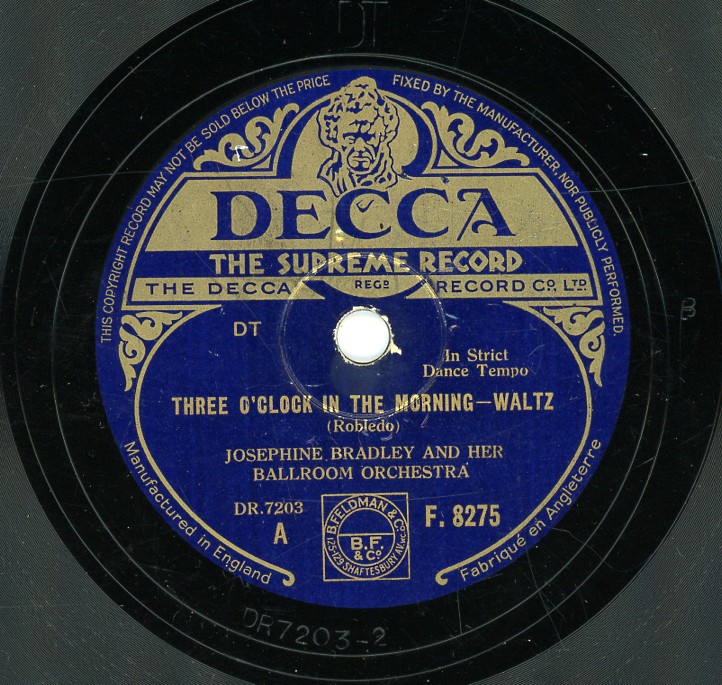 DT
THIS COPYRIGHT RECORD MAY NOT BE SOLD BELOW THE PRICE FIXED BY THE MANUFACTURER, NOR PUBLICLY PERFORMED.
DECCA
THE SUPREME RECORD
THE DECCA REGD RECORD CO. LTD.
DT
In Strict
Dance Tempo
THREE O'CLOCK IN THE MORNING—WALTZ
(Robledo)
JOSEPHINE BRADLEY AND HER
BALLROOM ORCHESTRA
DR.7203
A
B. FELDMAN & Co
B.F.
& Co
125-129 SHAFTESBURY AV. WC.
F. 8275
Manufactured in England
Fabriqué en Angleterre
B
DR7203-2